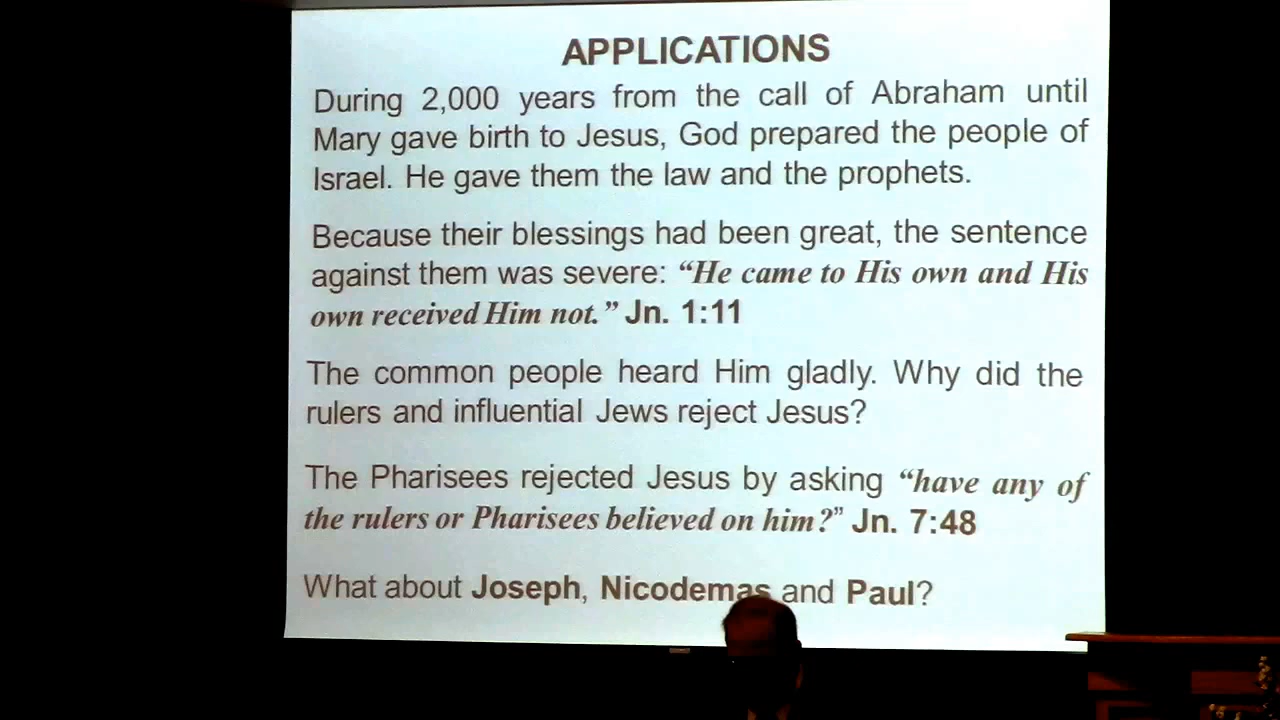 APPLICATIONS
During 2,000 years from the call of Abraham until
Mary gave birth to Jesus, God prepared the people of
Israel. He gave them the law and the prophets.
Because their blessings had been great, the sentence
against them was severe: “He came to His own and His
own received Him not.” Jn. 1:11
The common people heard Him gladly. Why did the
rulers and influential Jews reject Jesus?
The Pharisees rejected Jesus by asking “have any of
the rulers or Pharisees believed on him?” Jn. 7:48
What about Joseph, Nicodemas and Paul?